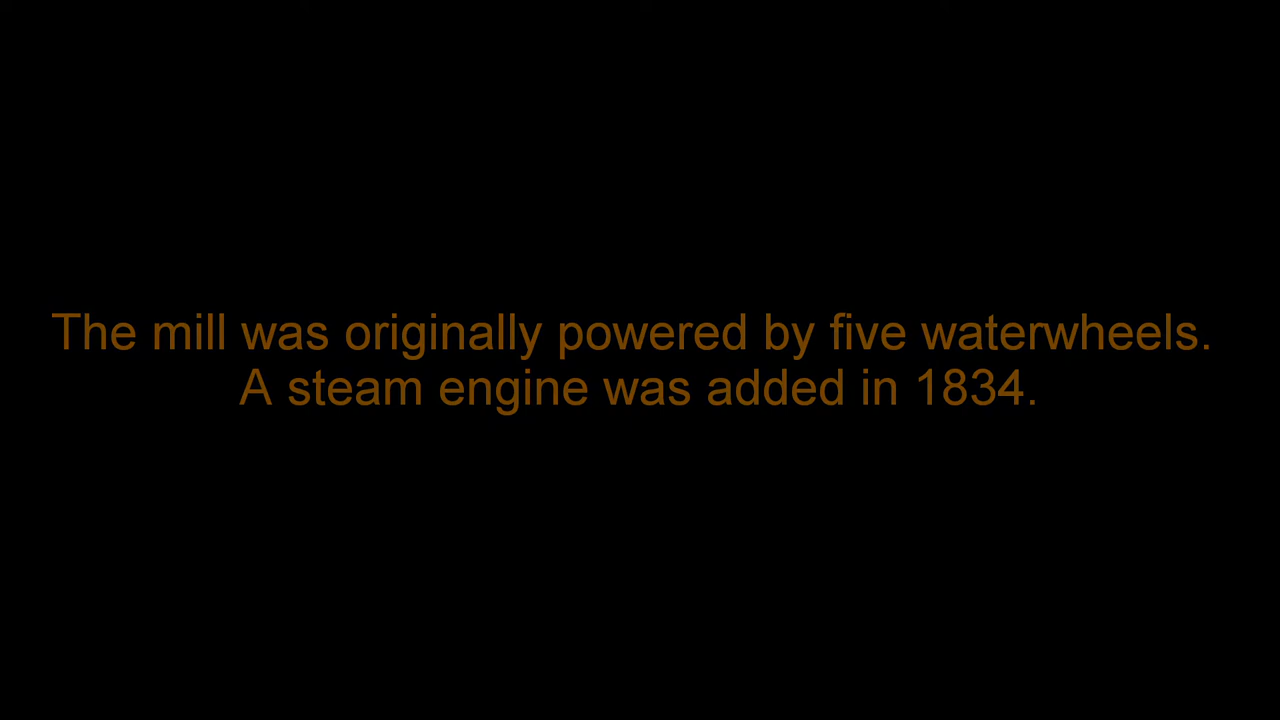 The mill was originally powered by five waterwheels.
A steam engine was added in 1834.